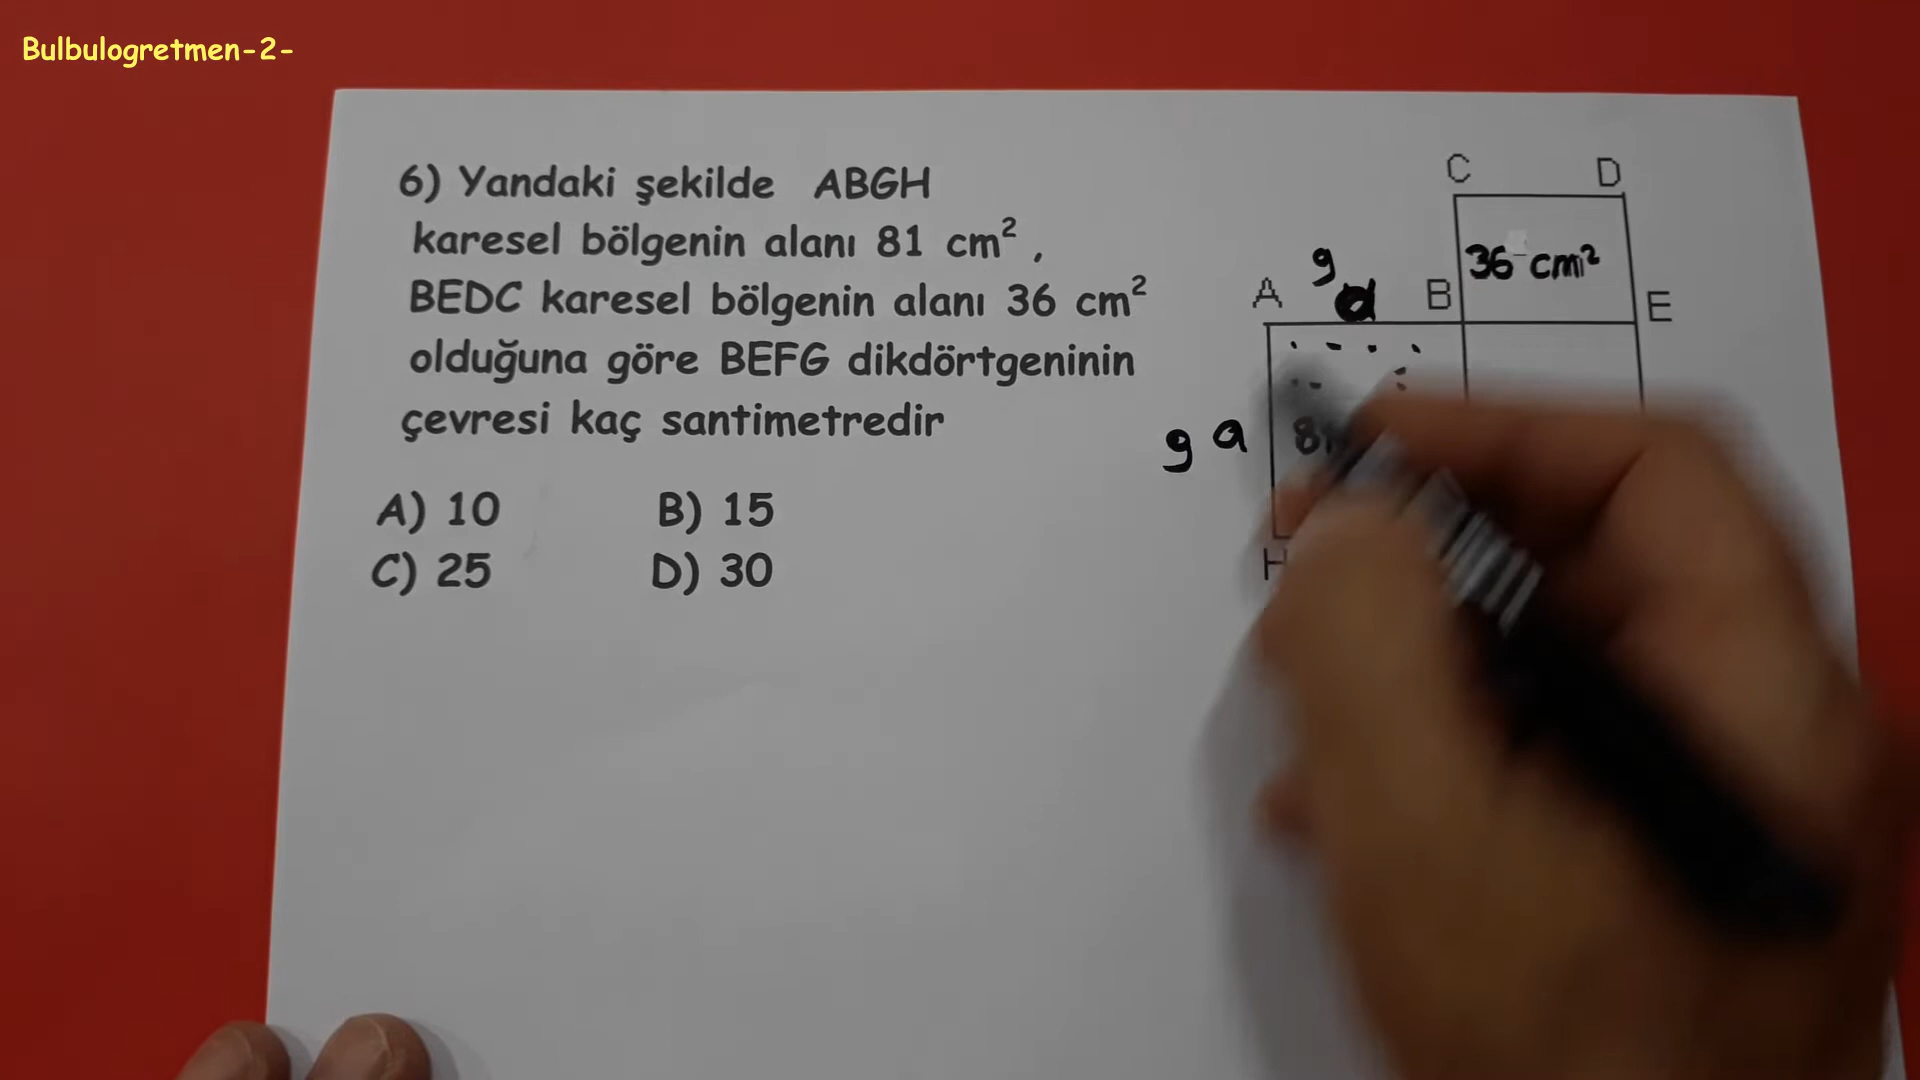 Bulbulogretmen-2-
6) Yandaki şekilde ABGH
karesel bölgenin alanı 81 cm² ,
BEDC karesel bölgenin alanı 36 cm²
olduğuna göre BEFG dikdörtgeninin
çevresi kaç santimetredir
A) 10 B) 15
C) 25 D) 30
C D
36 cm²
9
A a B E
9 a 8
H